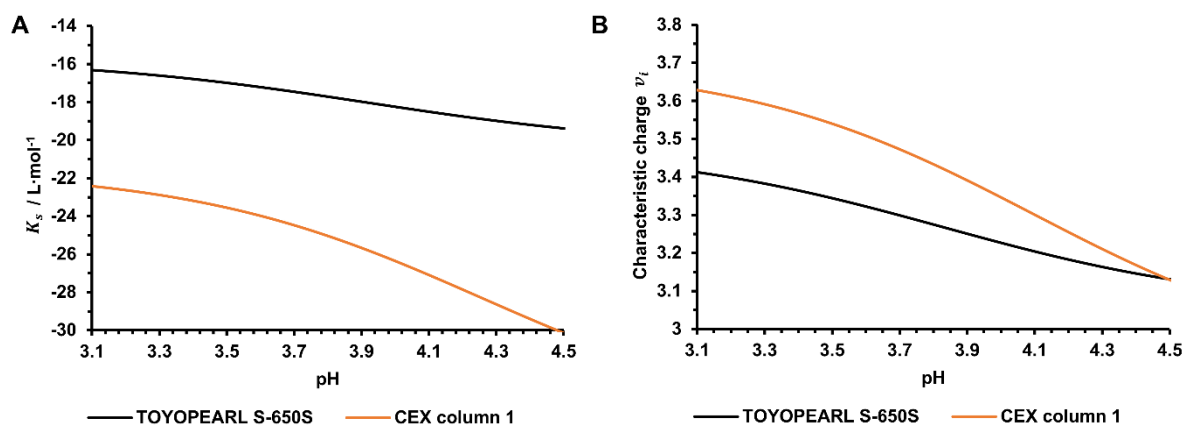 A
-14
-16
-18
-20
-22
-24
-26
-28
-30
K_s / L·mol⁻¹
3.1 3.3 3.5 3.7 3.9 4.1 4.3 4.5
pH
TOYOPEARL S-650S CEX column 1
B
3.8
3.7
3.6
3.5
3.4
3.3
3.2
3.1
3
Characteristic charge υ_i
3.1 3.3 3.5 3.7 3.9 4.1 4.3 4.5
pH
TOYOPEARL S-650S CEX column 1